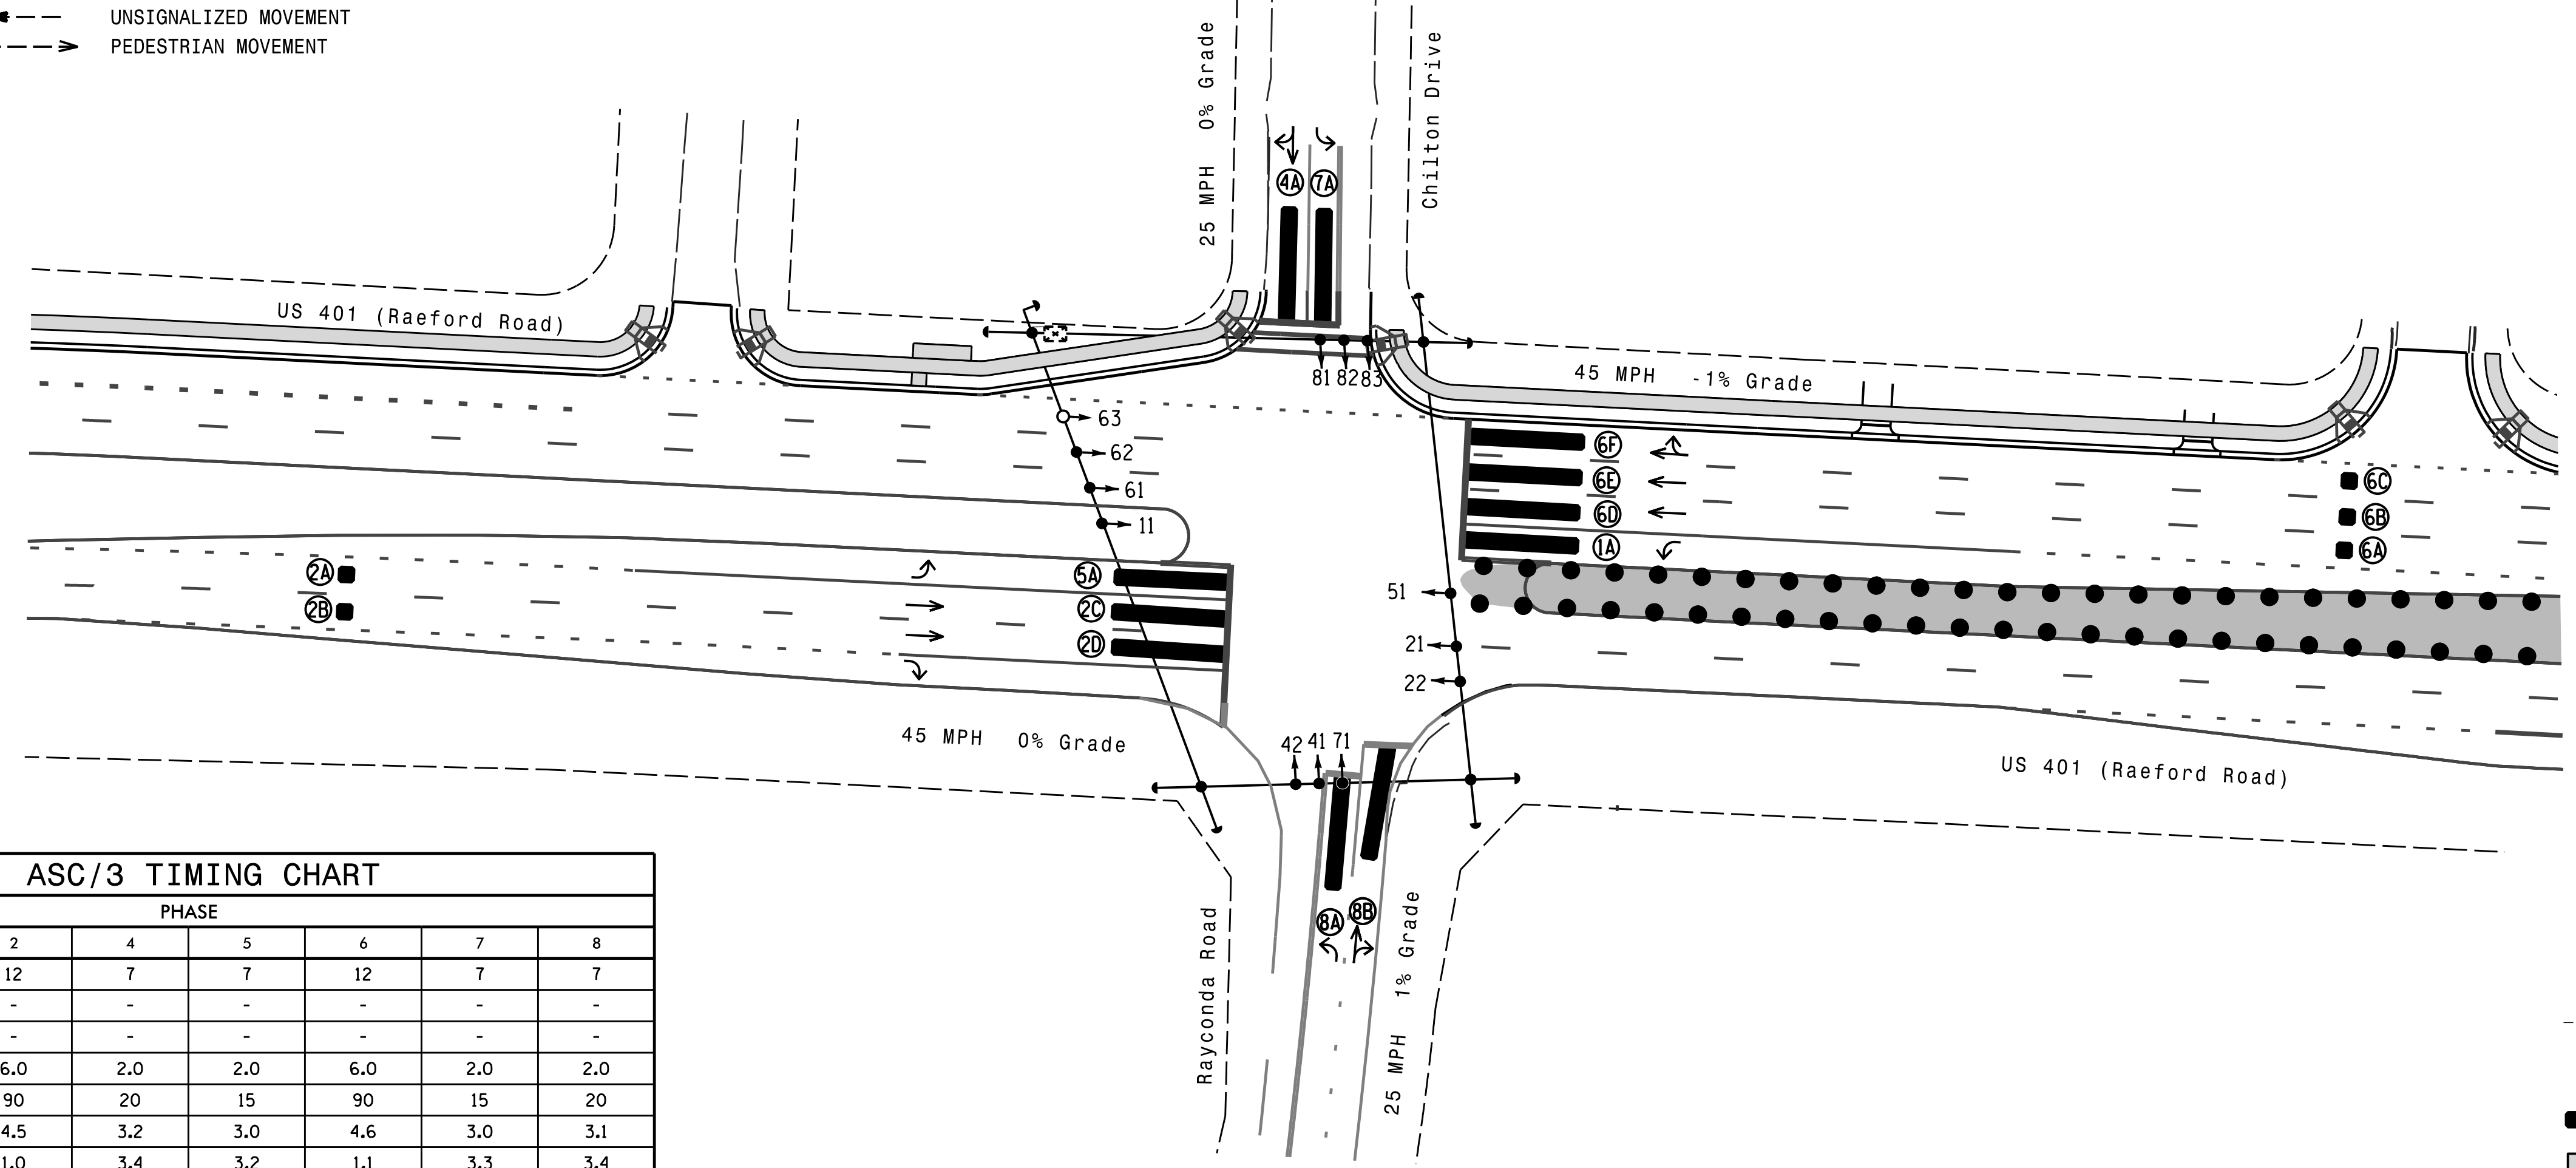 UNSIGNALIZED MOVEMENT
PEDESTRIAN MOVEMENT
25 MPH 0% Grade
Chilton Drive
4A 7A
US 401 (Raeford Road)
81 82 83
45 MPH -1% Grade
63
62
61
11
6F
6E
6D
1A
6C
6B
6A
2A
2B
5A
2C
2D
51
21
22
45 MPH 0% Grade
42 41 71
US 401 (Raeford Road)
8A 8B
Rayconda Road
25 MPH 1% Grade
ASC/3 TIMING CHART
PHASE
2 4 5 6 7 8
12 7 7 12 7 7
- - - - - -
- - - - - -
6.0 2.0 2.0 6.0 2.0 2.0
90 20 15 90 15 20
4.5 3.2 3.0 4.6 3.0 3.1
1.0 3.4 3.2 1.1 3.3 3.4